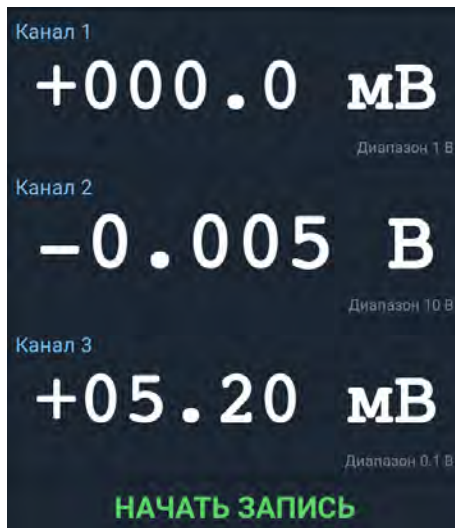 Канал 1
+000.0 мВ
Диапазон 1 В
Канал 2
-0.005 В
Диапазон 10 В
Канал 3
+05.20 мВ
Диапазон 0.1 В
НАЧАТЬ ЗАПИСЬ